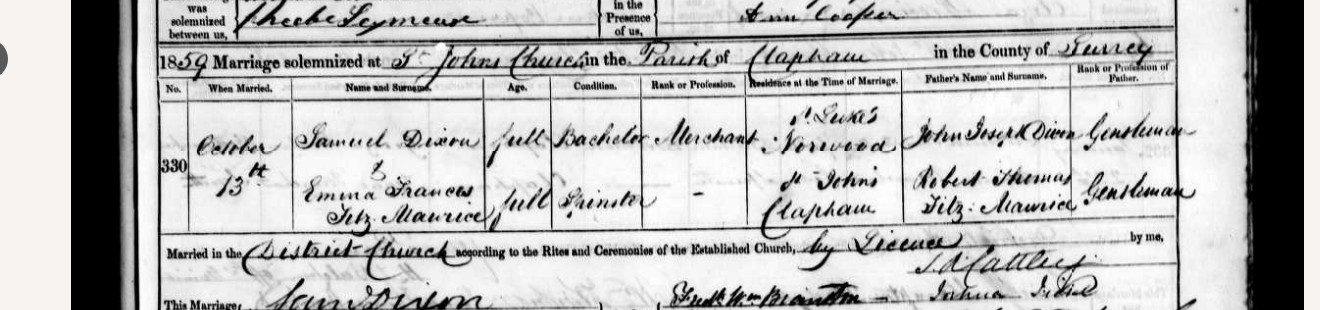 was solemnized between us, Phoebe Seymour in the Presence of us, Ann Cooper
1859 Marriage solemnized at St Johns Church in the Parish of Clapham in the County of Surrey
No. When Married. Name and Surname. Age. Condition. Rank or Profession. Residence at the Time of Marriage. Father's Name and Surname. Rank or Profession of Father.
330 October 13th
Samuel Dixon full Bachelor Merchant St Luke's Norwood John Joseph Dixon Gentleman
&
Emma Frances Fitz-Maurice full Spinster - St Johns Clapham Robert Thomas Fitz-Maurice Gentleman
Married in the District Church according to the Rites and Ceremonies of the Established Church, by Licence by me,
This Marriage Saml Dixon Fredk Wm Joshua